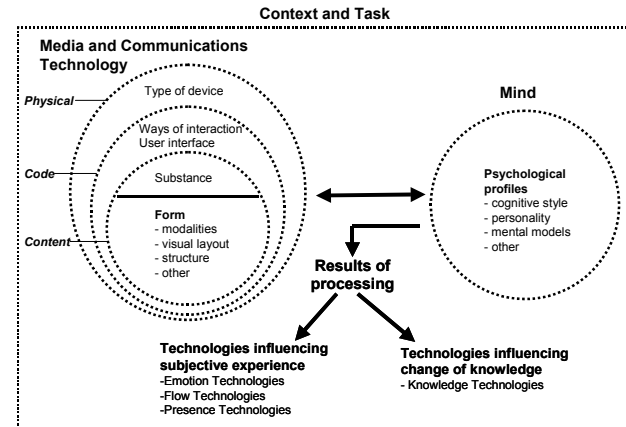 Context and Task
Media and Communications
Technology
Physical
Type of device
Ways of interaction
User interface
Code
Substance
Form
- modalities
- visual layout
- structure
- other
Content
Mind
Psychological
profiles
- cognitive style
- personality
- mental models
- other
Results of
processing
Technologies influencing
subjective experience
-Emotion Technologies
-Flow Technologies
-Presence Technologies
Technologies influencing
change of knowledge
- Knowledge Technologies